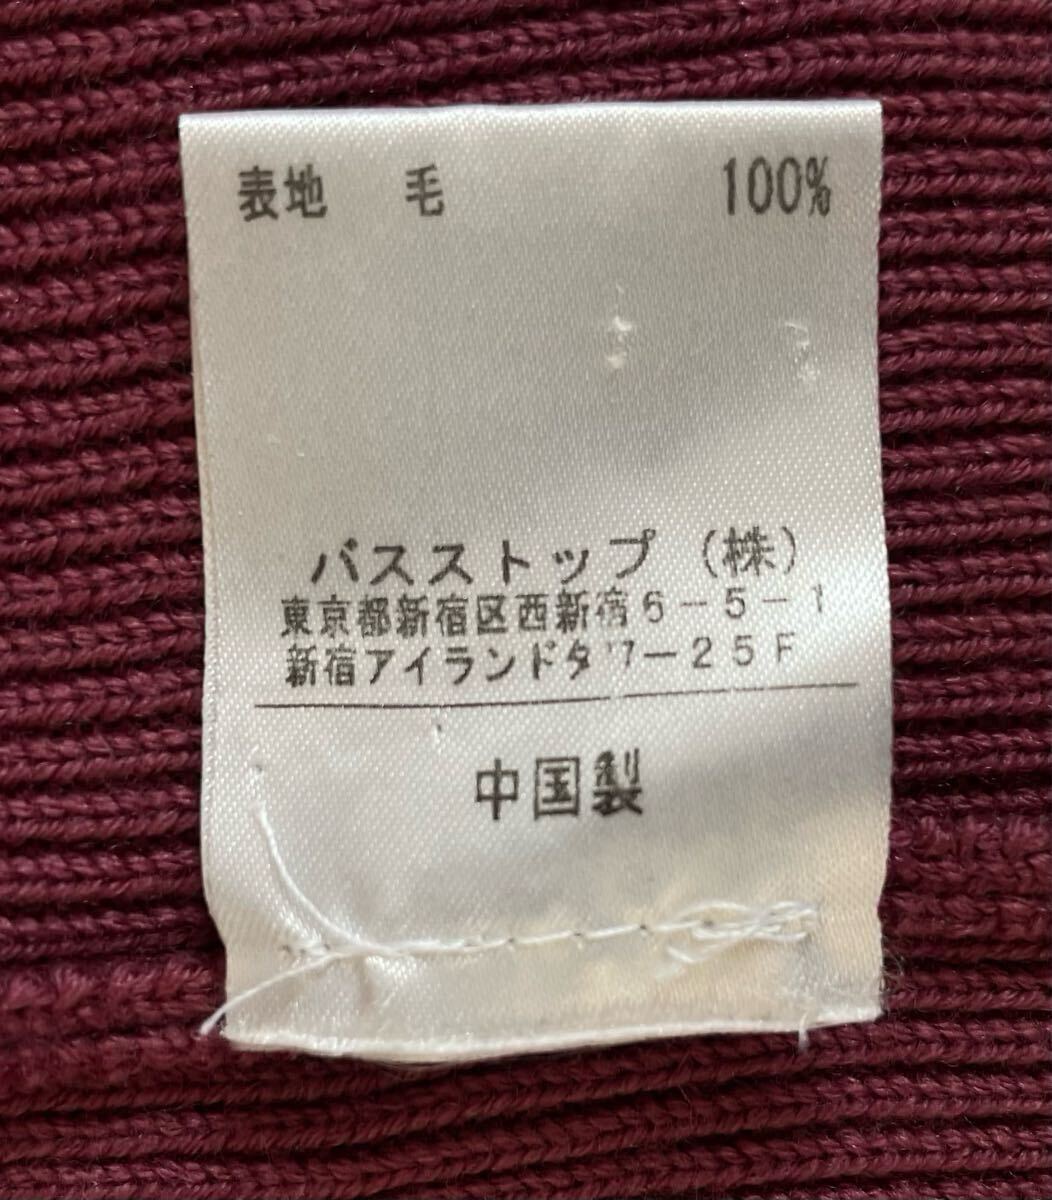 表地 毛 100%
バスストップ (株)
東京都新宿区西新宿6-5-1
新宿アイランドタワー25F
中国製